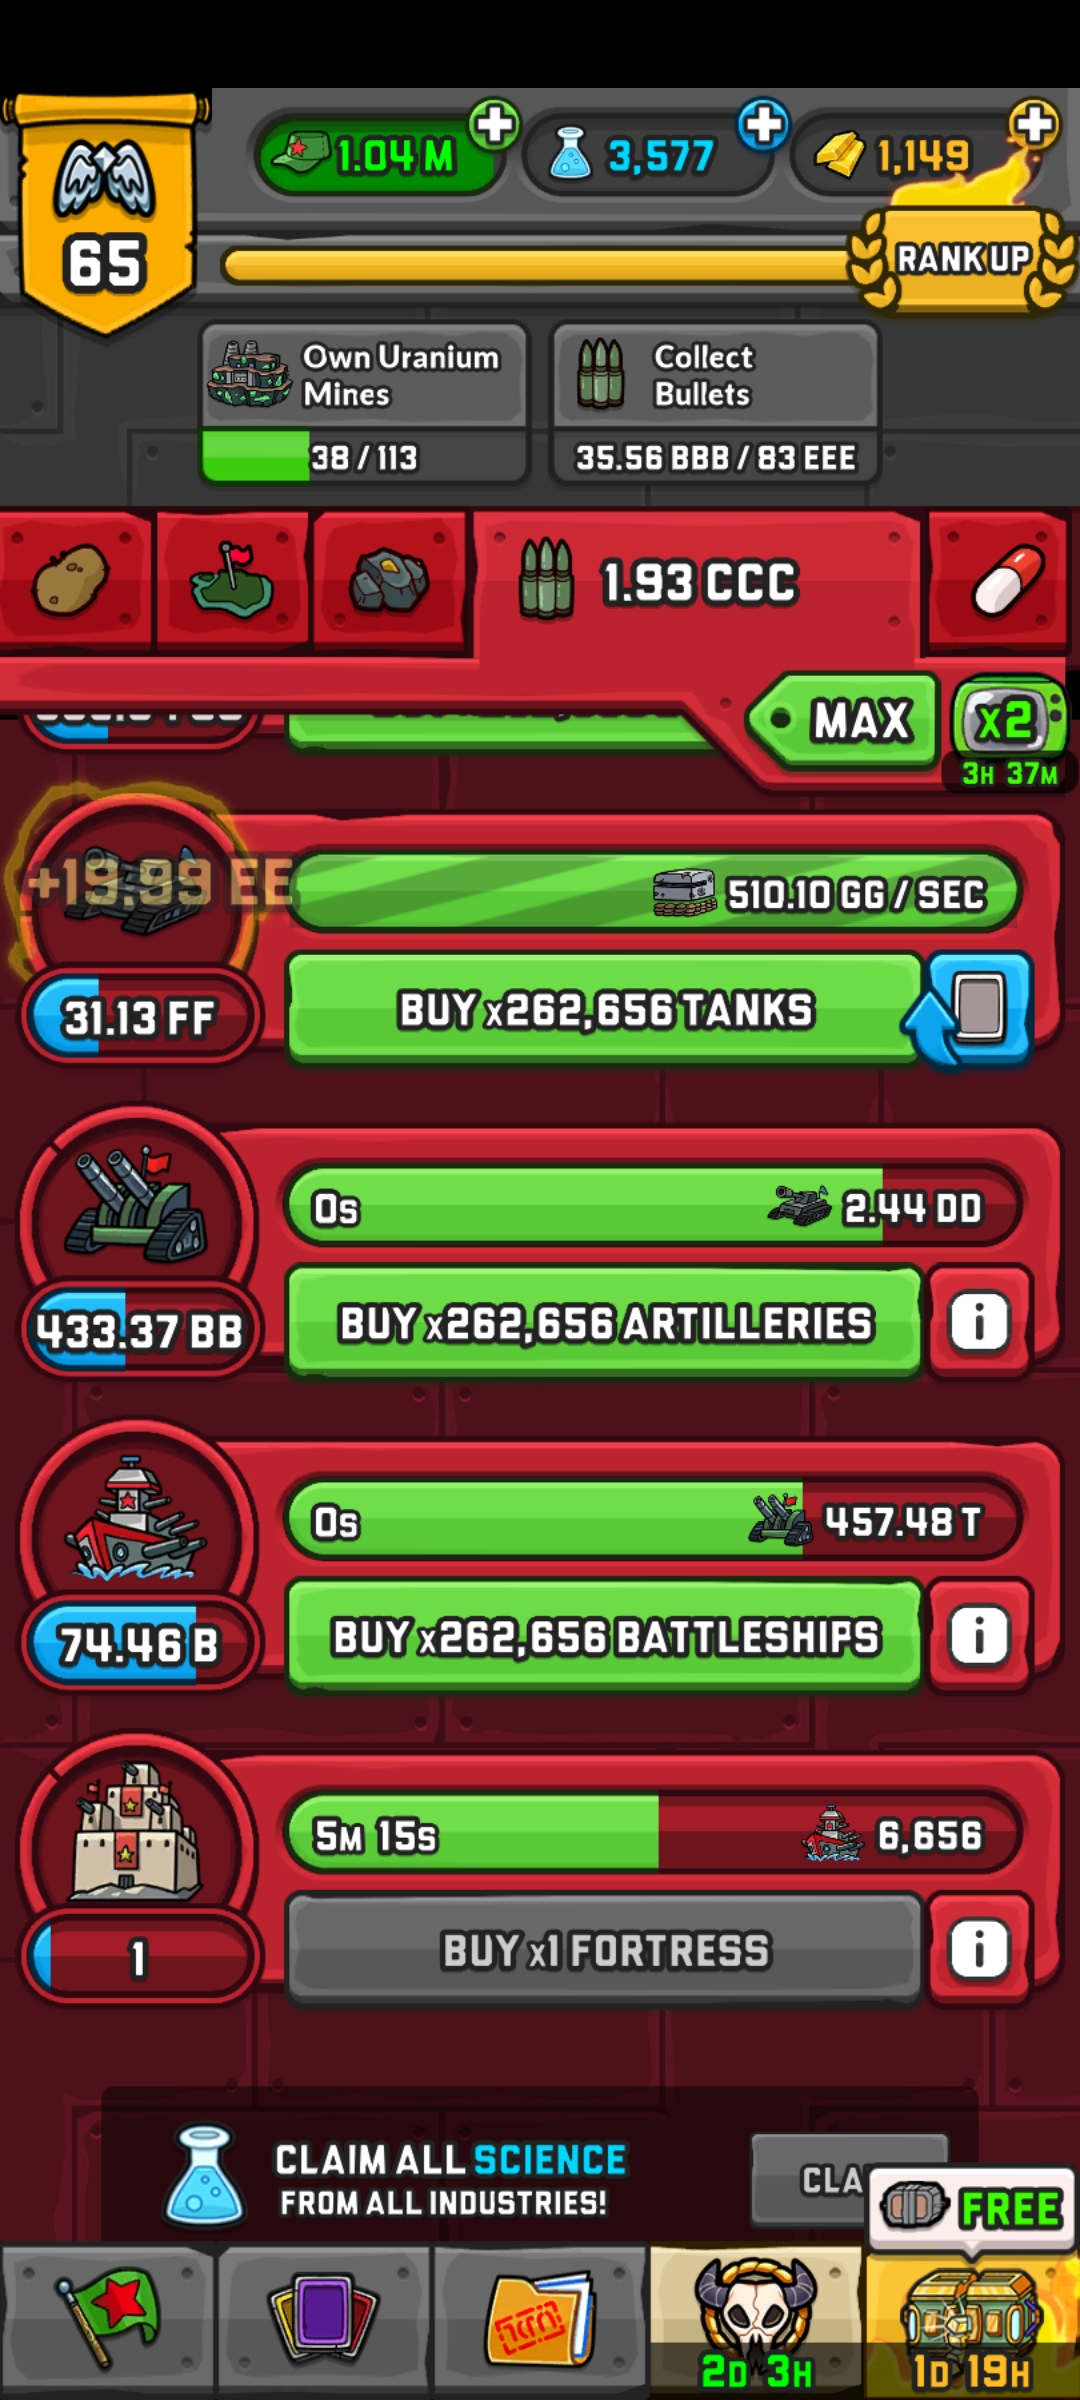 1.04 M
3,577
1,149
65
RANK UP
Own Uranium
Mines
38 / 113
Collect
Bullets
35.56 BBB / 83 EEE
1.93 CCC
MAX
x2
3H 37M
+19.99 EE
510.10 GG / SEC
31.13 FF
BUY x262,656 TANKS
0s
2.44 DD
433.37 BB
BUY x262,656 ARTILLERIES
0s
457.48 T
74.46 B
BUY x262,656 BATTLESHIPS
5M 15s
6,656
1
BUY x1 FORTRESS
CLAIM ALL SCIENCE
FROM ALL INDUSTRIES!
CLA
FREE
2D 3H
1D 19H